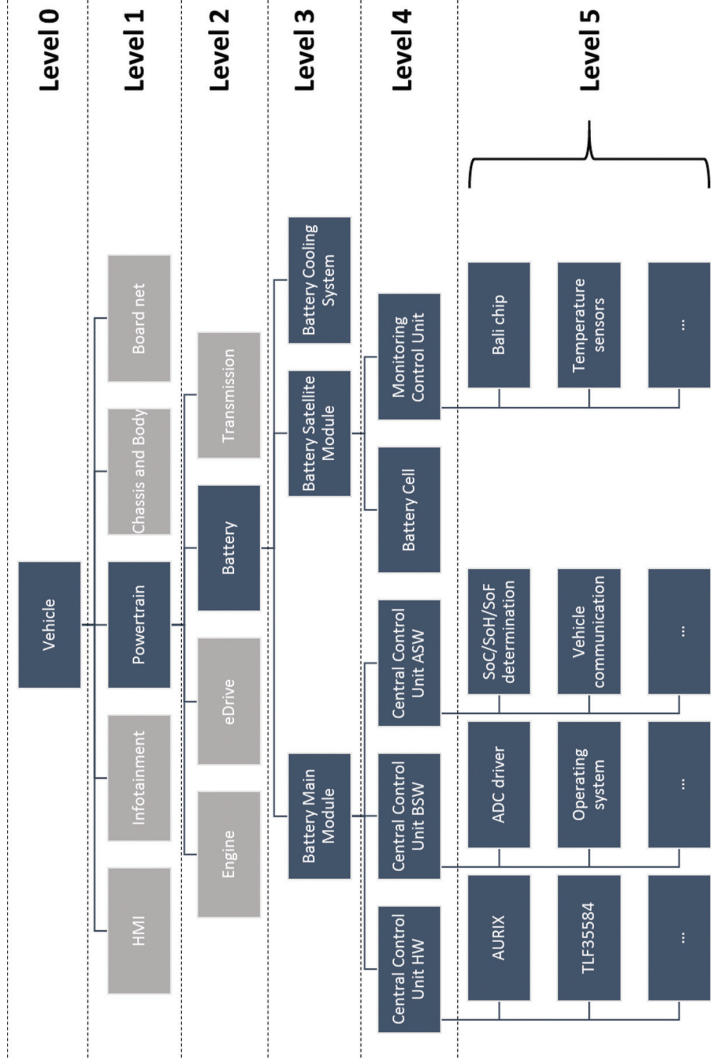 Level 0
Vehicle
Level 1
HMI
Infotainment
Powertrain
Chassis and Body
Board net
Level 2
Engine
eDrive
Battery
Transmission
Level 3
Battery Main
Module
Battery Satellite
Module
Battery Cooling
System
Level 4
Central Control
Unit HW
Central Control
Unit BSW
Central Control
Unit ASW
Battery Cell
Monitoring
Control Unit
Level 5
AURIX
ADC driver
SoC/SoH/SoF
determination
Bali chip
TLF35584
Operating
system
Vehicle
communication
Temperature
sensors
...
...
...
...